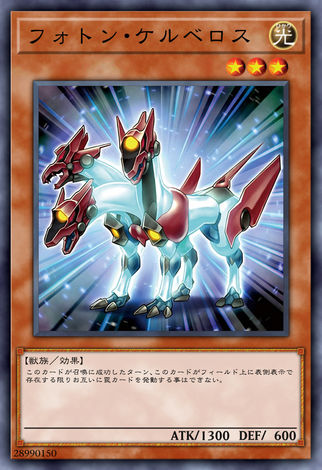 フォトン・ケルベロス
光
【獣族/効果】
このカードが召喚に成功したターン、このカードがフィールド上に表側表示で
存在する限りお互いに罠カードを発動する事はできない。
ATK/1300 DEF/ 600
28990150